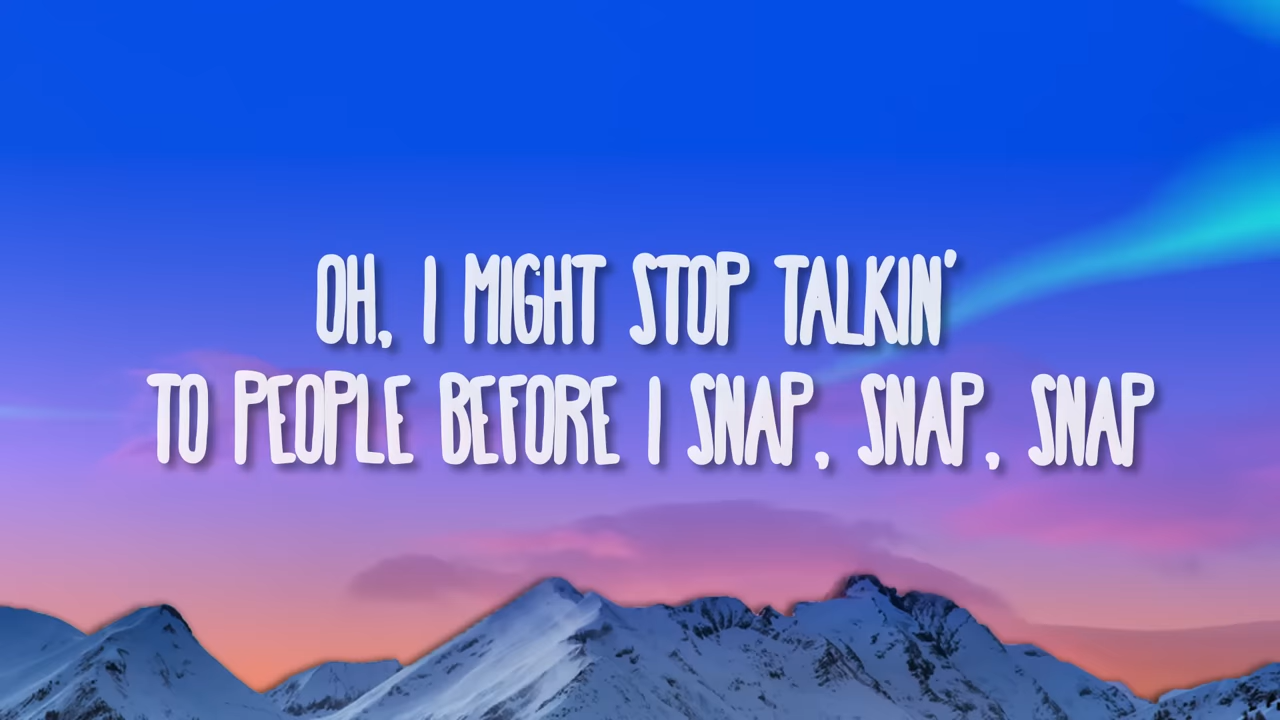 OH, I MIGHT STOP TALKIN'
TO PEOPLE BEFORE I SNAP, SNAP, SNAP